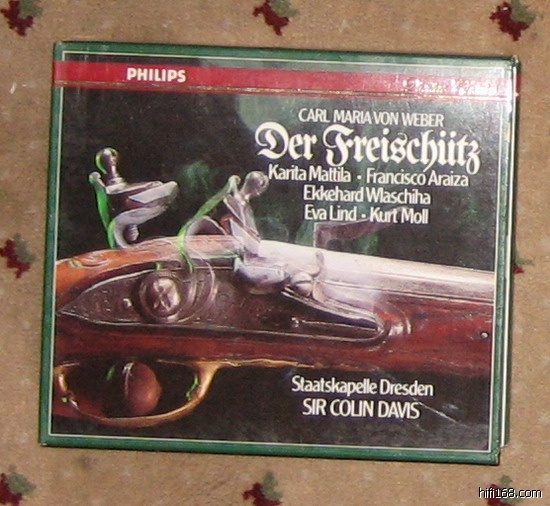 PHILIPS
CARL MARIA VON WEBER
Der Freischütz
Karita Mattila • Francisco Araiza
Ekkehard Wlaschiha
Eva Lind • Kurt Moll
Staatskapelle Dresden
SIR COLIN DAVIS
hifi168.com